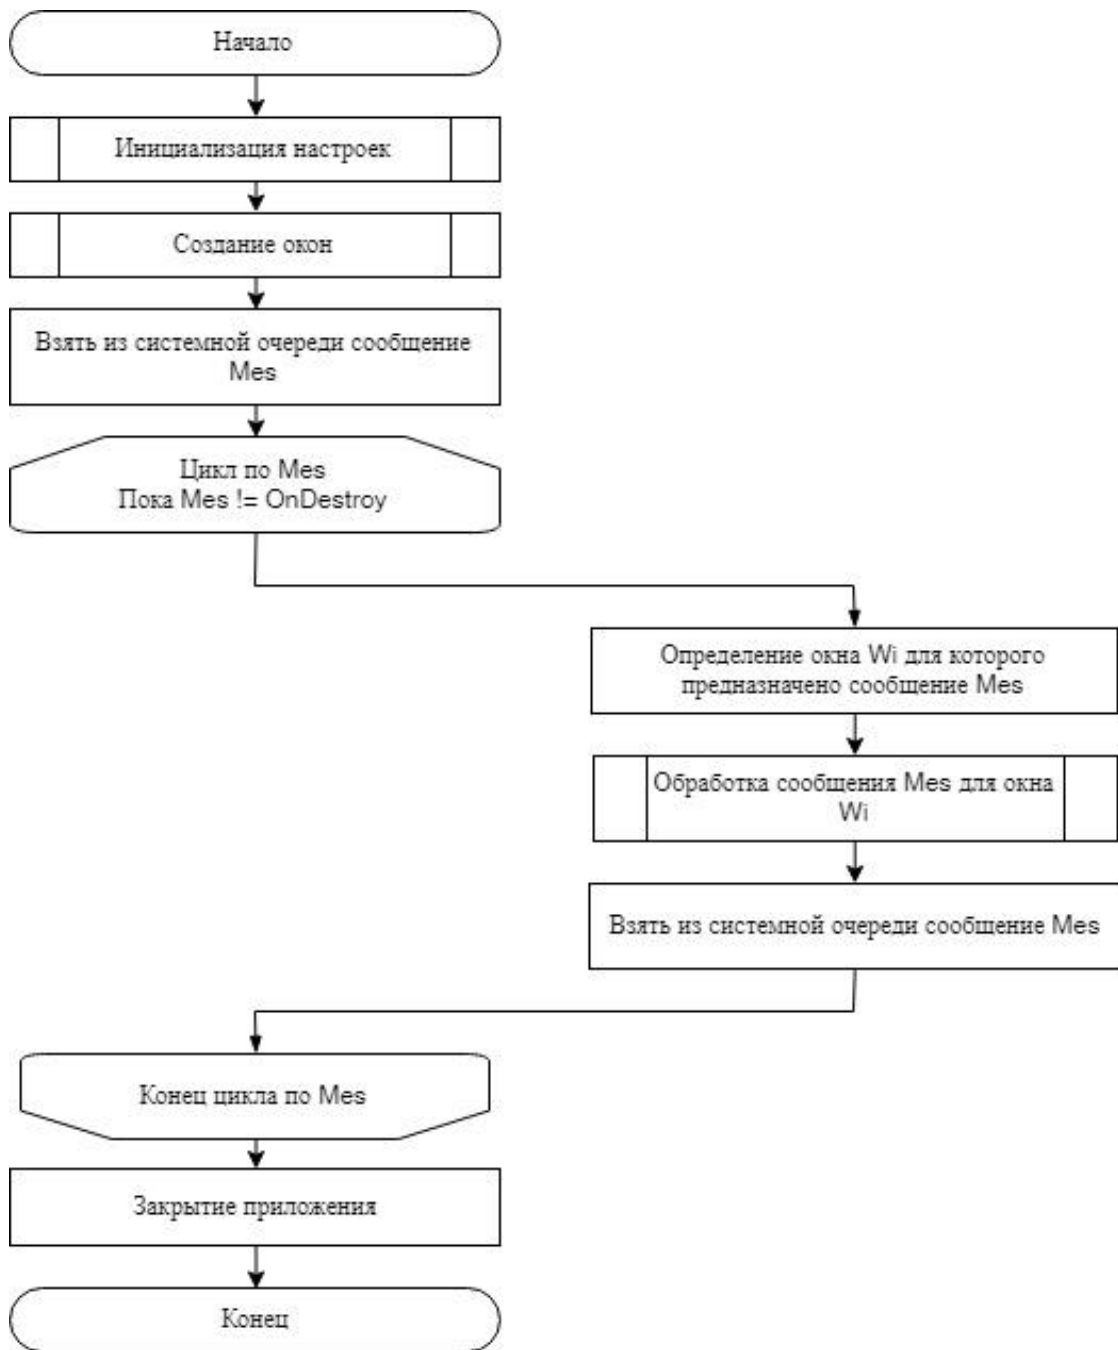 Начало
Инициализация настроек
Создание окон
Взять из системной очереди сообщение
Mes
Цикл по Mes
Пока Mes != OnDestroy
Определение окна Wi для которого
предназначено сообщение Mes
Обработка сообщения Mes для окна
Wi
Взять из системной очереди сообщение Mes
Конец цикла по Mes
Закрытие приложения
Конец